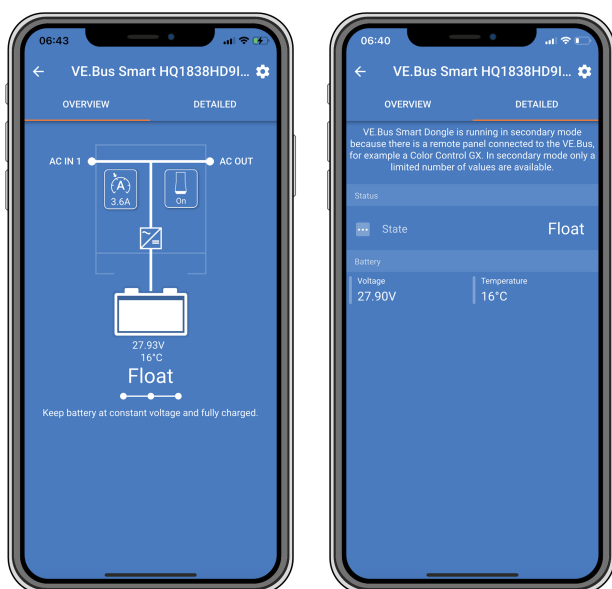 06:43
VE.Bus Smart HQ1838HD9I...
OVERVIEW DETAILED
AC IN 1 AC OUT
A
3.6A On
27.93V
16°C
Float
Keep battery at constant voltage and fully charged.
06:40
VE.Bus Smart HQ1838HD9I...
OVERVIEW DETAILED
VE.Bus Smart Dongle is running in secondary mode
because there is a remote panel connected to the VE.Bus,
for example a Color Control GX. In secondary mode only a
limited number of values are available.
Status
State Float
Battery
Voltage Temperature
27.90V 16°C